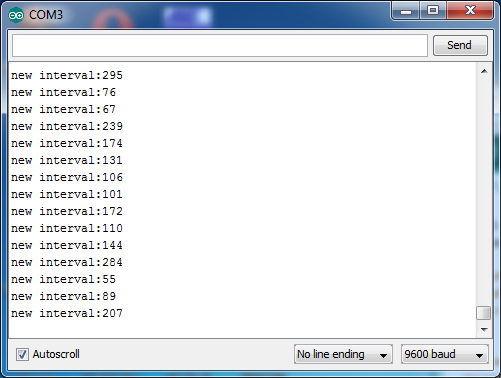 COM3
Send
new interval:295
new interval:76
new interval:67
new interval:239
new interval:174
new interval:131
new interval:106
new interval:101
new interval:172
new interval:110
new interval:144
new interval:284
new interval:55
new interval:89
new interval:207
Autoscroll
No line ending
9600 baud